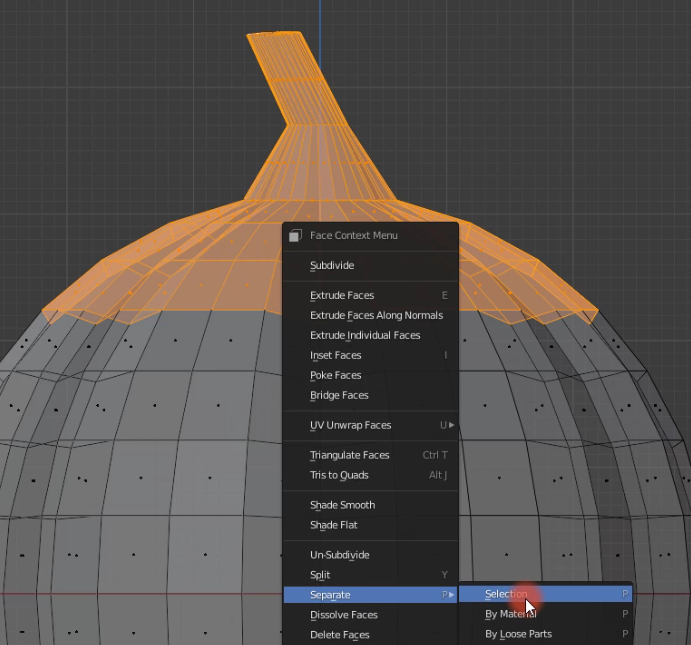 Face Context Menu
Subdivide
Extrude Faces E
Extrude Faces Along Normals
Extrude Individual Faces
Inset Faces I
Poke Faces
Bridge Faces
UV Unwrap Faces U
Triangulate Faces Ctrl T
Tris to Quads Alt J
Shade Smooth
Shade Flat
Un-Subdivide
Split Y
Separate P
Selection P
By Material P
By Loose Parts P
Dissolve Faces
Delete Faces